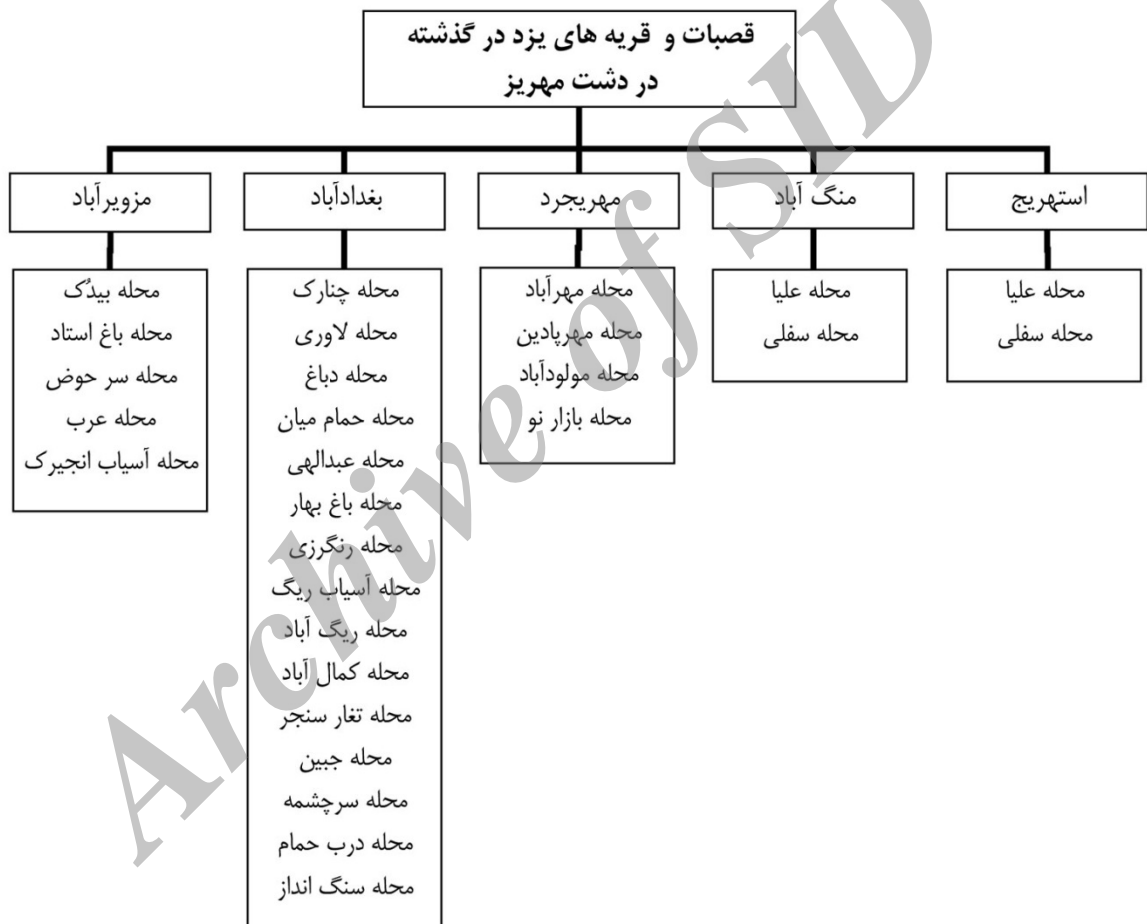 قصبات و قریه های یزد در گذشته
در دشت مهریز
استهریج
محله علیا
محله سفلی
منگ آباد
محله علیا
محله سفلی
مهریجرد
محله مهرآباد
محله مهرپادین
محله مولودآباد
محله بازار نو
بغدادآباد
محله چنارک
محله لاوری
محله دباغ
محله حمام میان
محله عبدالهی
محله باغ بهار
محله رنگرزی
محله آسیاب ریگ
محله ریگ آباد
محله کمال آباد
محله تغار سنجر
محله جبین
محله سرچشمه
محله درب حمام
محله سنگ انداز
مزویرآباد
محله بیدُک
محله باغ استاد
محله سر حوض
محله عرب
محله آسیاب انجیرک
Archive of SID